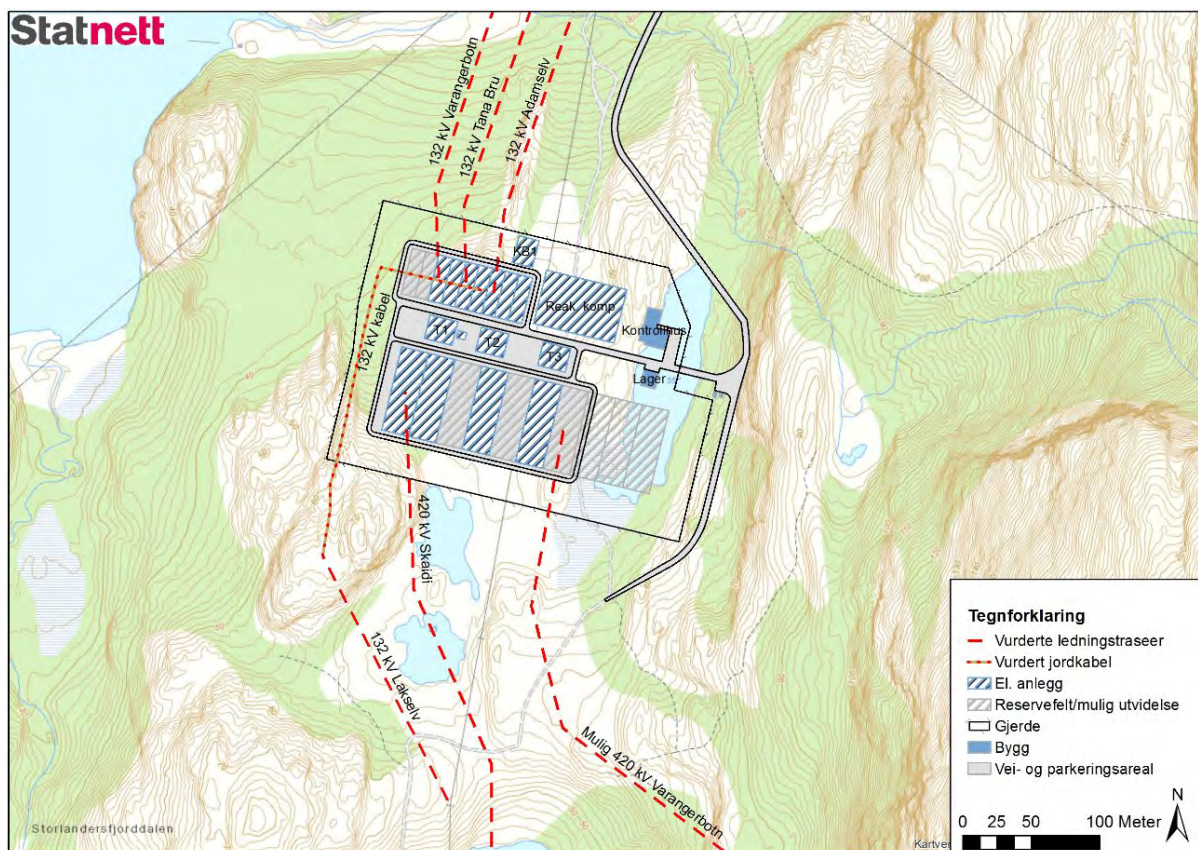 Statnett
132 kV Varangerbotn
132 kV Tana Bru
132 kV Adamselv
KB1
Reak. komp
Kontrollhus
T1
T2
T3
Lager
132 kV kabel
420 kV Skaidi
132 kV Lakselv
Mulig 420 kV Varangerbotn
Storlandersfjorddalen
Tegnforklaring
Vurderte ledningstraseer
Vurdert jordkabel
El. anlegg
Reservefelt/mulig utvidelse
Gjerde
Bygg
Vei- og parkeringsareal
N
0 25 50 100 Meter